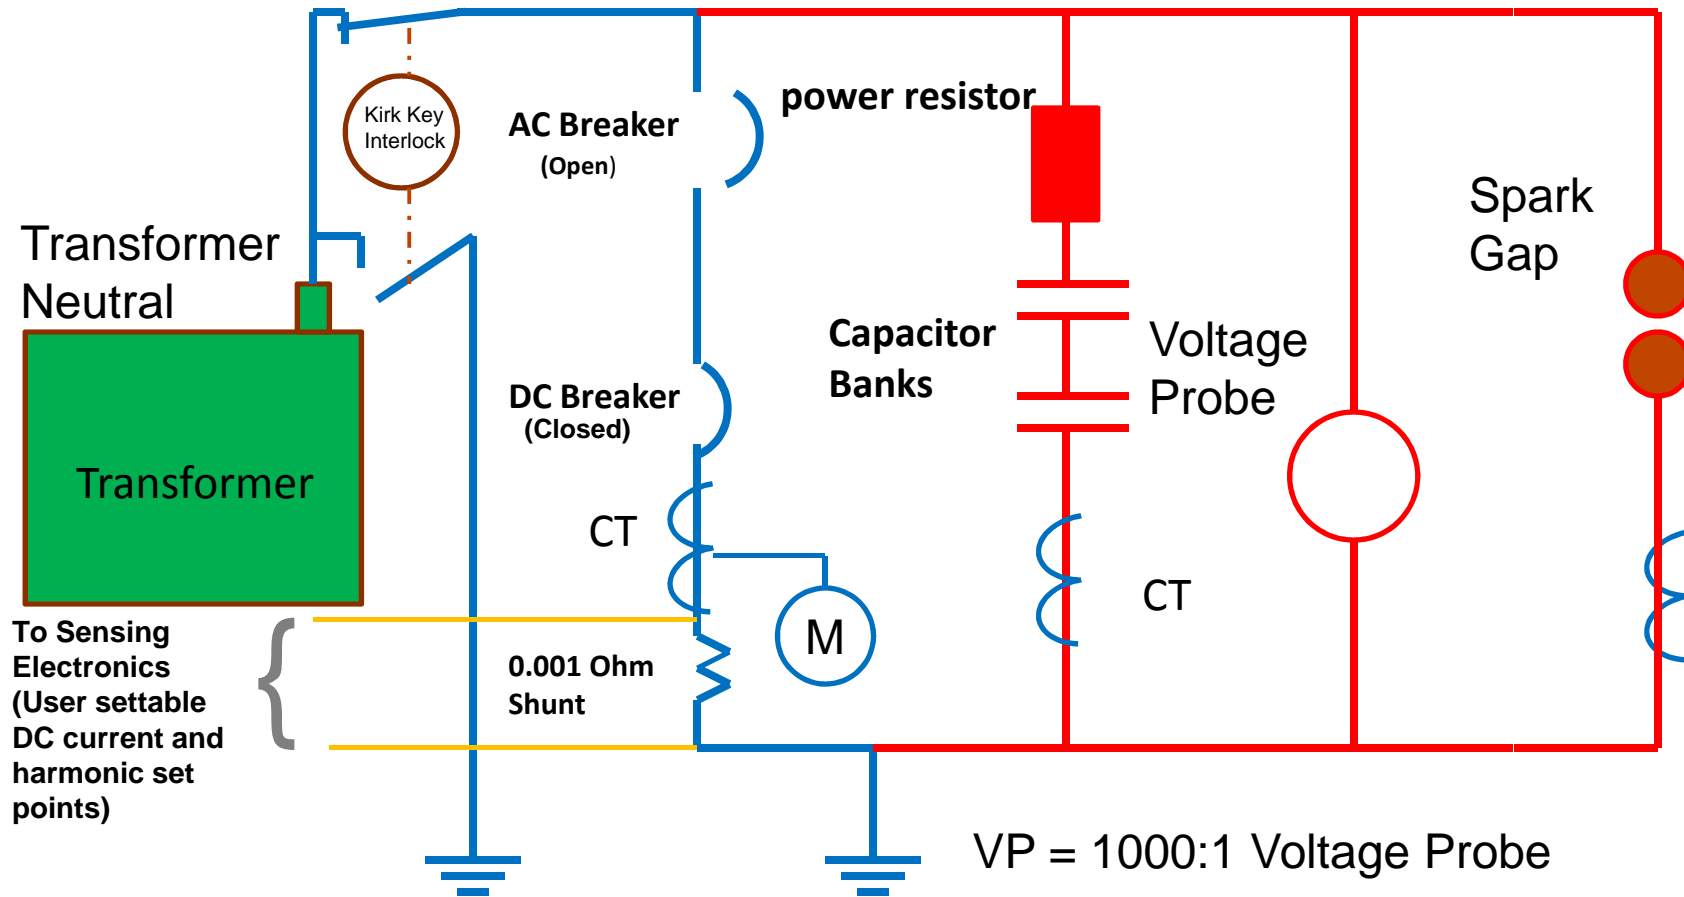 Kirk Key
Interlock
AC Breaker
(Open)
power resistor
Transformer
Neutral
Spark
Gap
Capacitor
Banks
Voltage
Probe
DC Breaker
(Closed)
Transformer
CT
CT
To Sensing
Electronics
(User settable
DC current and
harmonic set
points)
0.001 Ohm
Shunt
M
VP = 1000:1 Voltage Probe